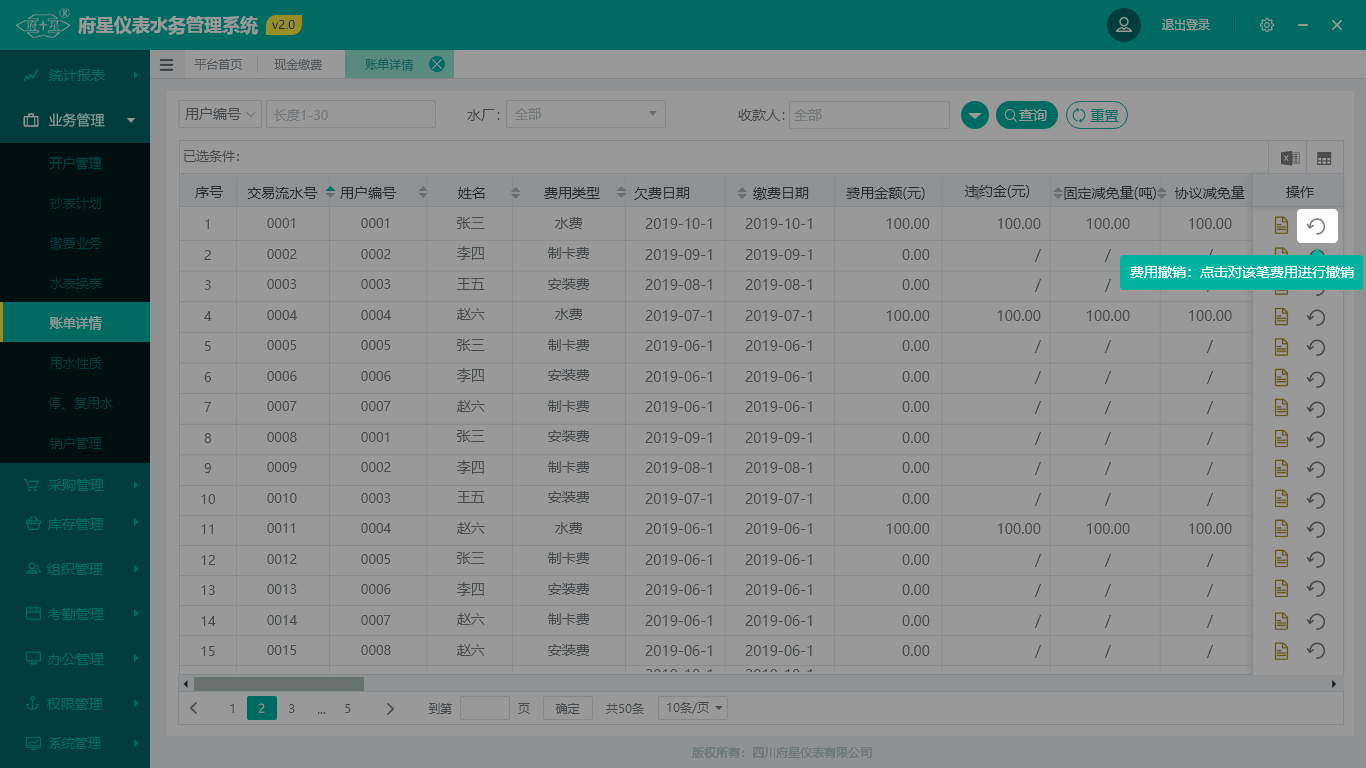 府星仪表水务管理系统 v2.0
退出登录
统计报表
业务管理
开户管理
抄表计划
缴费业务
水表换表
账单详情
用水性质
停、复用水
销户管理
采购管理
库存管理
组织管理
考勤管理
办公管理
权限管理
系统管理
平台首页 现金缴费 账单详情
用户编号 长度1-30 水厂： 全部 收款人： 全部 查询 重置
已选条件：
序号 交易流水号 用户编号 姓名 费用类型 欠费日期 缴费日期 费用金额(元) 违约金(元) 固定减免量(吨) 协议减免量 操作
1 0001 0001 张三 水费 2019-10-1 2019-10-1 100.00 100.00 100.00 100.00
2 0002 0002 李四 制卡费 2019-09-1 2019-09-1 0.00 / / /
费用撤销：点击对该笔费用进行撤销
3 0003 0003 王五 安装费 2019-08-1 2019-08-1 0.00 / /
4 0004 0004 赵六 水费 2019-07-1 2019-07-1 100.00 100.00 100.00 100.00
5 0005 0005 张三 制卡费 2019-06-1 2019-06-1 0.00 / / /
6 0006 0006 李四 安装费 2019-06-1 2019-06-1 0.00 / / /
7 0007 0007 赵六 制卡费 2019-06-1 2019-06-1 0.00 / / /
8 0008 0001 张三 安装费 2019-09-1 2019-09-1 0.00 / / /
9 0009 0002 李四 制卡费 2019-08-1 2019-08-1 0.00 / / /
10 0010 0003 王五 安装费 2019-07-1 2019-07-1 0.00 / / /
11 0011 0004 赵六 水费 2019-06-1 2019-06-1 100.00 100.00 100.00 100.00
12 0012 0005 张三 制卡费 2019-06-1 2019-06-1 0.00 / / /
13 0013 0006 李四 安装费 2019-06-1 2019-06-1 0.00 / / /
14 0014 0007 赵六 制卡费 2019-06-1 2019-06-1 0.00 / / /
15 0015 0008 赵六 安装费 2019-06-1 2019-06-1 0.00 / / /
1 2 3 ... 5 到第 页 确定 共50条 10条/页
版权所有：四川府星仪表有限公司